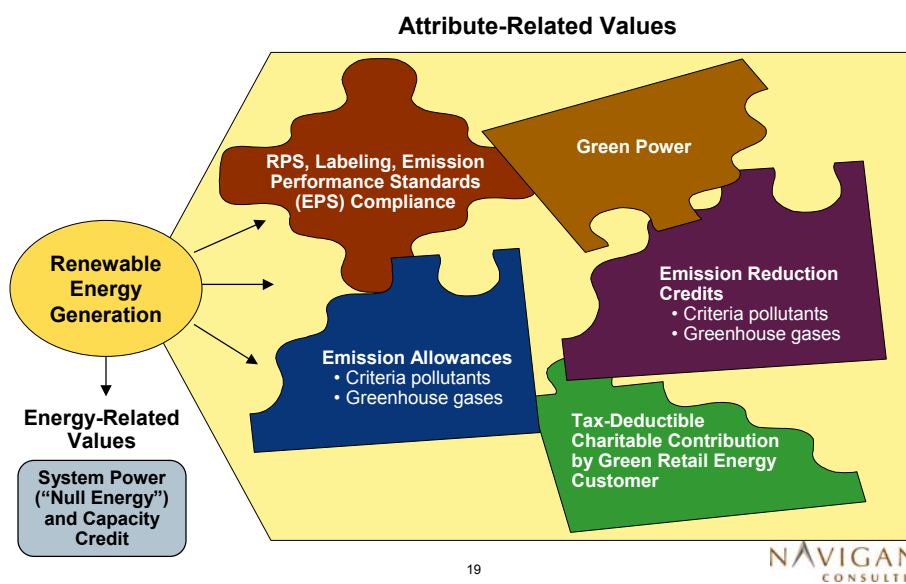 Attribute-Related Values
RPS, Labeling, Emission
Performance Standards
(EPS) Compliance
Green Power
Renewable
Energy
Generation
Emission Reduction
Credits
• Criteria pollutants
• Greenhouse gases
Emission Allowances
• Criteria pollutants
• Greenhouse gases
Energy-Related
Values
System Power
(“Null Energy”)
and Capacity
Credit
Tax-Deductible
Charitable Contribution
by Green Retail Energy
Customer
19
NAVIGAN
CONSULTI